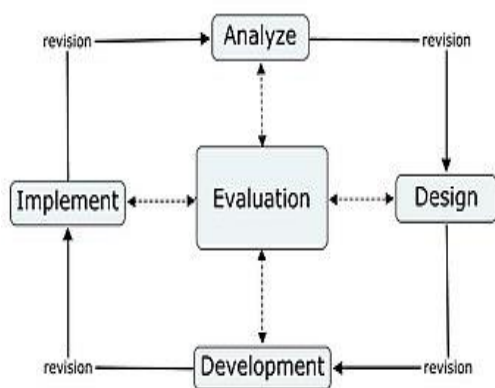 revision
Analyze
revision
Implement
Evaluation
Design
revision
Development
revision